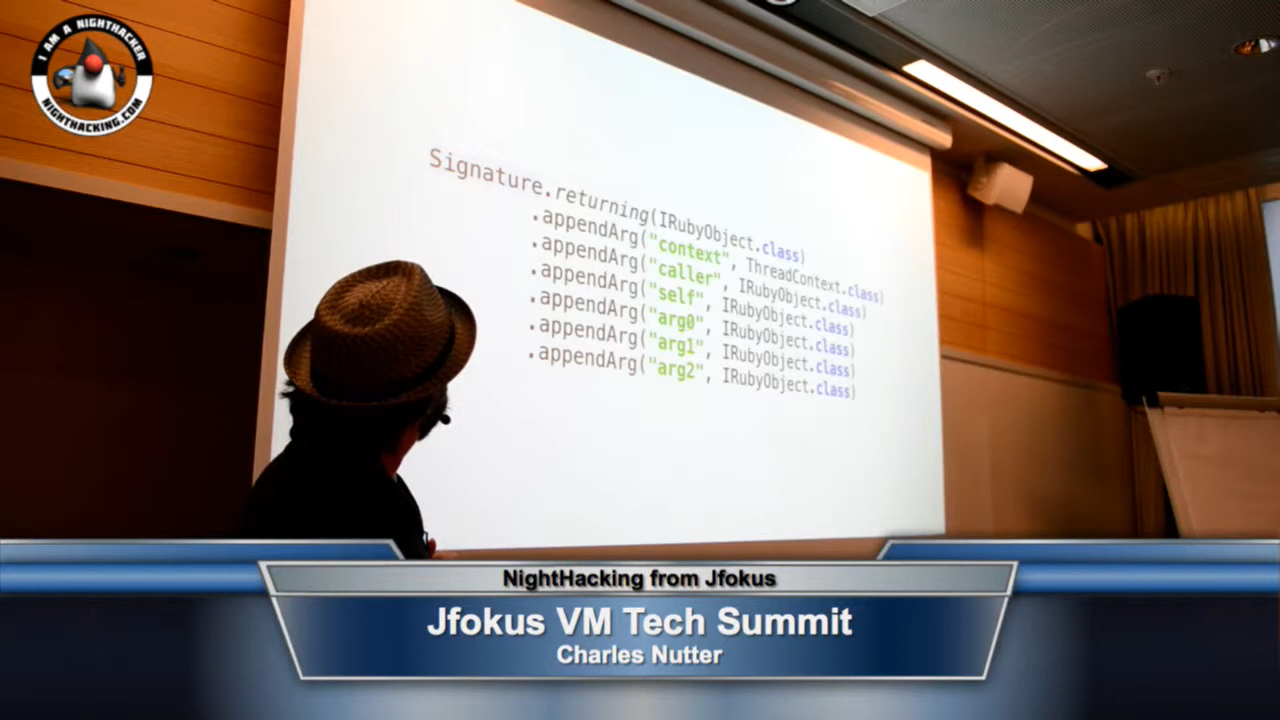 I AM A NIGHTHACKER
NIGHTHACKING.COM
Signature.returning(IRubyObject.class)
.appendArg("context", ThreadContext.class)
.appendArg("caller", IRubyObject.class)
.appendArg("self", IRubyObject.class)
.appendArg("arg0", IRubyObject.class)
.appendArg("arg1", IRubyObject.class)
.appendArg("arg2", IRubyObject.class)
NightHacking from Jfokus
Jfokus VM Tech Summit
Charles Nutter